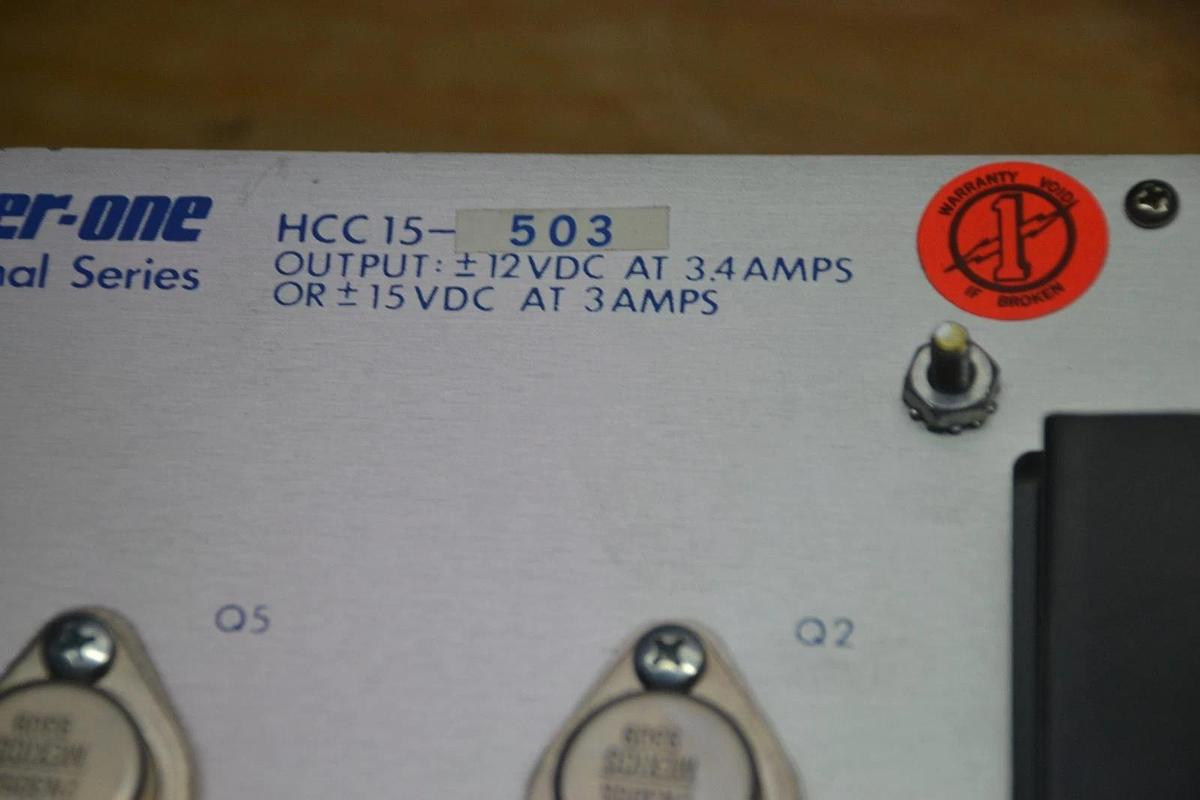 er-one
nal Series
HCC 15-503
OUTPUT: ±12VDC AT 3.4AMPS
OR ±15VDC AT 3AMPS
WARRANTY VOID
1
IF BROKEN
Q5
Q2